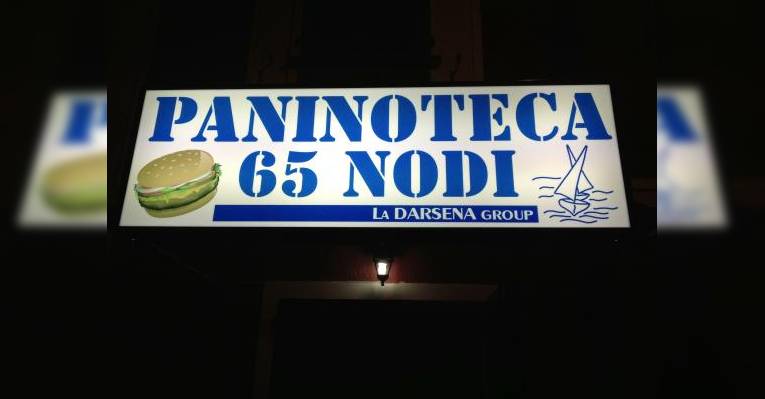 PANINOTECA
65 NODI
LA DARSENA GROUP